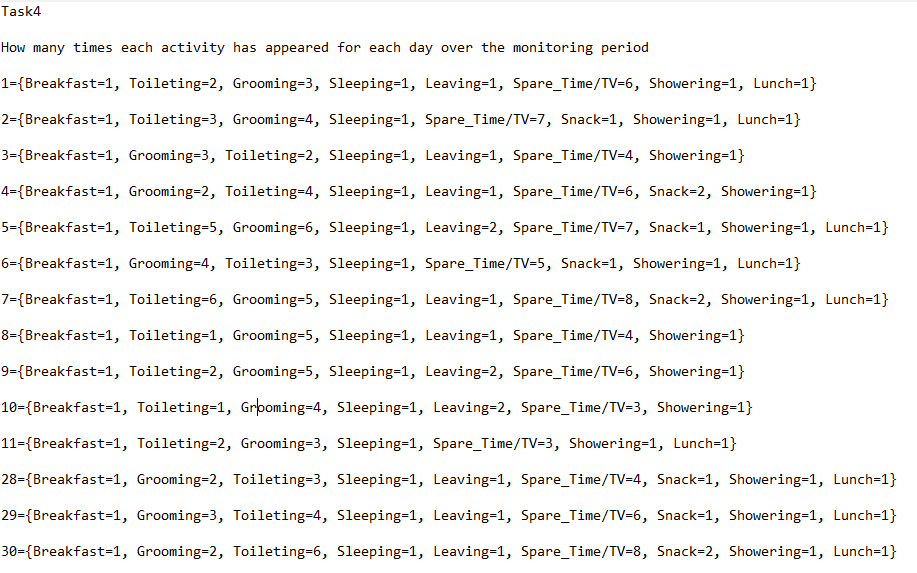 Task4
How many times each activity has appeared for each day over the monitoring period
1={Breakfast=1, Toileting=2, Grooming=3, Sleeping=1, Leaving=1, Spare_Time/TV=6, Showering=1, Lunch=1}
2={Breakfast=1, Toileting=3, Grooming=4, Sleeping=1, Spare_Time/TV=7, Snack=1, Showering=1, Lunch=1}
3={Breakfast=1, Grooming=3, Toileting=2, Sleeping=1, Leaving=1, Spare_Time/TV=4, Showering=1}
4={Breakfast=1, Grooming=2, Toileting=4, Sleeping=1, Leaving=1, Spare_Time/TV=6, Snack=2, Showering=1}
5={Breakfast=1, Toileting=5, Grooming=6, Sleeping=1, Leaving=2, Spare_Time/TV=7, Snack=1, Showering=1, Lunch=1}
6={Breakfast=1, Grooming=4, Toileting=3, Sleeping=1, Spare_Time/TV=5, Snack=1, Showering=1, Lunch=1}
7={Breakfast=1, Toileting=6, Grooming=5, Sleeping=1, Leaving=1, Spare_Time/TV=8, Snack=2, Showering=1, Lunch=1}
8={Breakfast=1, Toileting=1, Grooming=5, Sleeping=1, Leaving=1, Spare_Time/TV=4, Showering=1}
9={Breakfast=1, Toileting=2, Grooming=5, Sleeping=1, Leaving=2, Spare_Time/TV=6, Showering=1}
10={Breakfast=1, Toileting=1, Grooming=4, Sleeping=1, Leaving=2, Spare_Time/TV=3, Showering=1}
11={Breakfast=1, Toileting=2, Grooming=3, Sleeping=1, Spare_Time/TV=3, Showering=1, Lunch=1}
28={Breakfast=1, Grooming=2, Toileting=3, Sleeping=1, Leaving=1, Spare_Time/TV=4, Snack=1, Showering=1, Lunch=1}
29={Breakfast=1, Grooming=3, Toileting=4, Sleeping=1, Leaving=1, Spare_Time/TV=6, Snack=1, Showering=1, Lunch=1}
30={Breakfast=1, Grooming=2, Toileting=6, Sleeping=1, Leaving=1, Spare_Time/TV=8, Snack=2, Showering=1, Lunch=1}